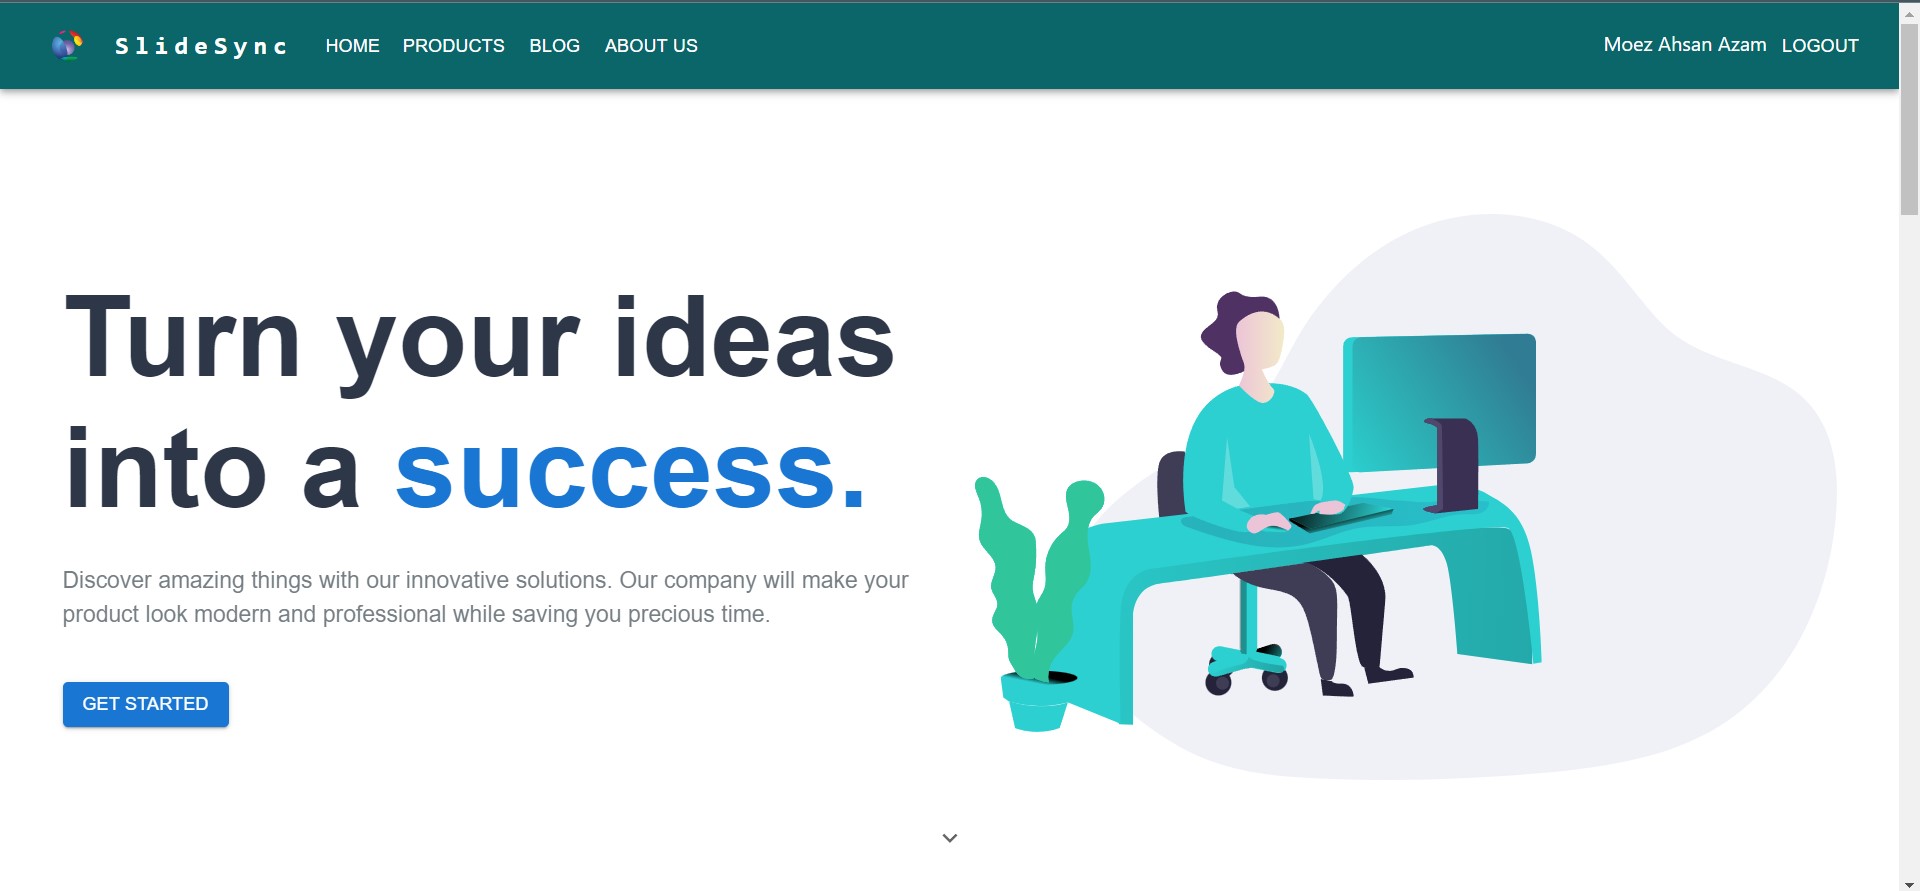 SlideSync HOME PRODUCTS BLOG ABOUT US Moez Ahsan Azam LOGOUT
Turn your ideas
into a success.
Discover amazing things with our innovative solutions. Our company will make your
product look modern and professional while saving you precious time.
GET STARTED